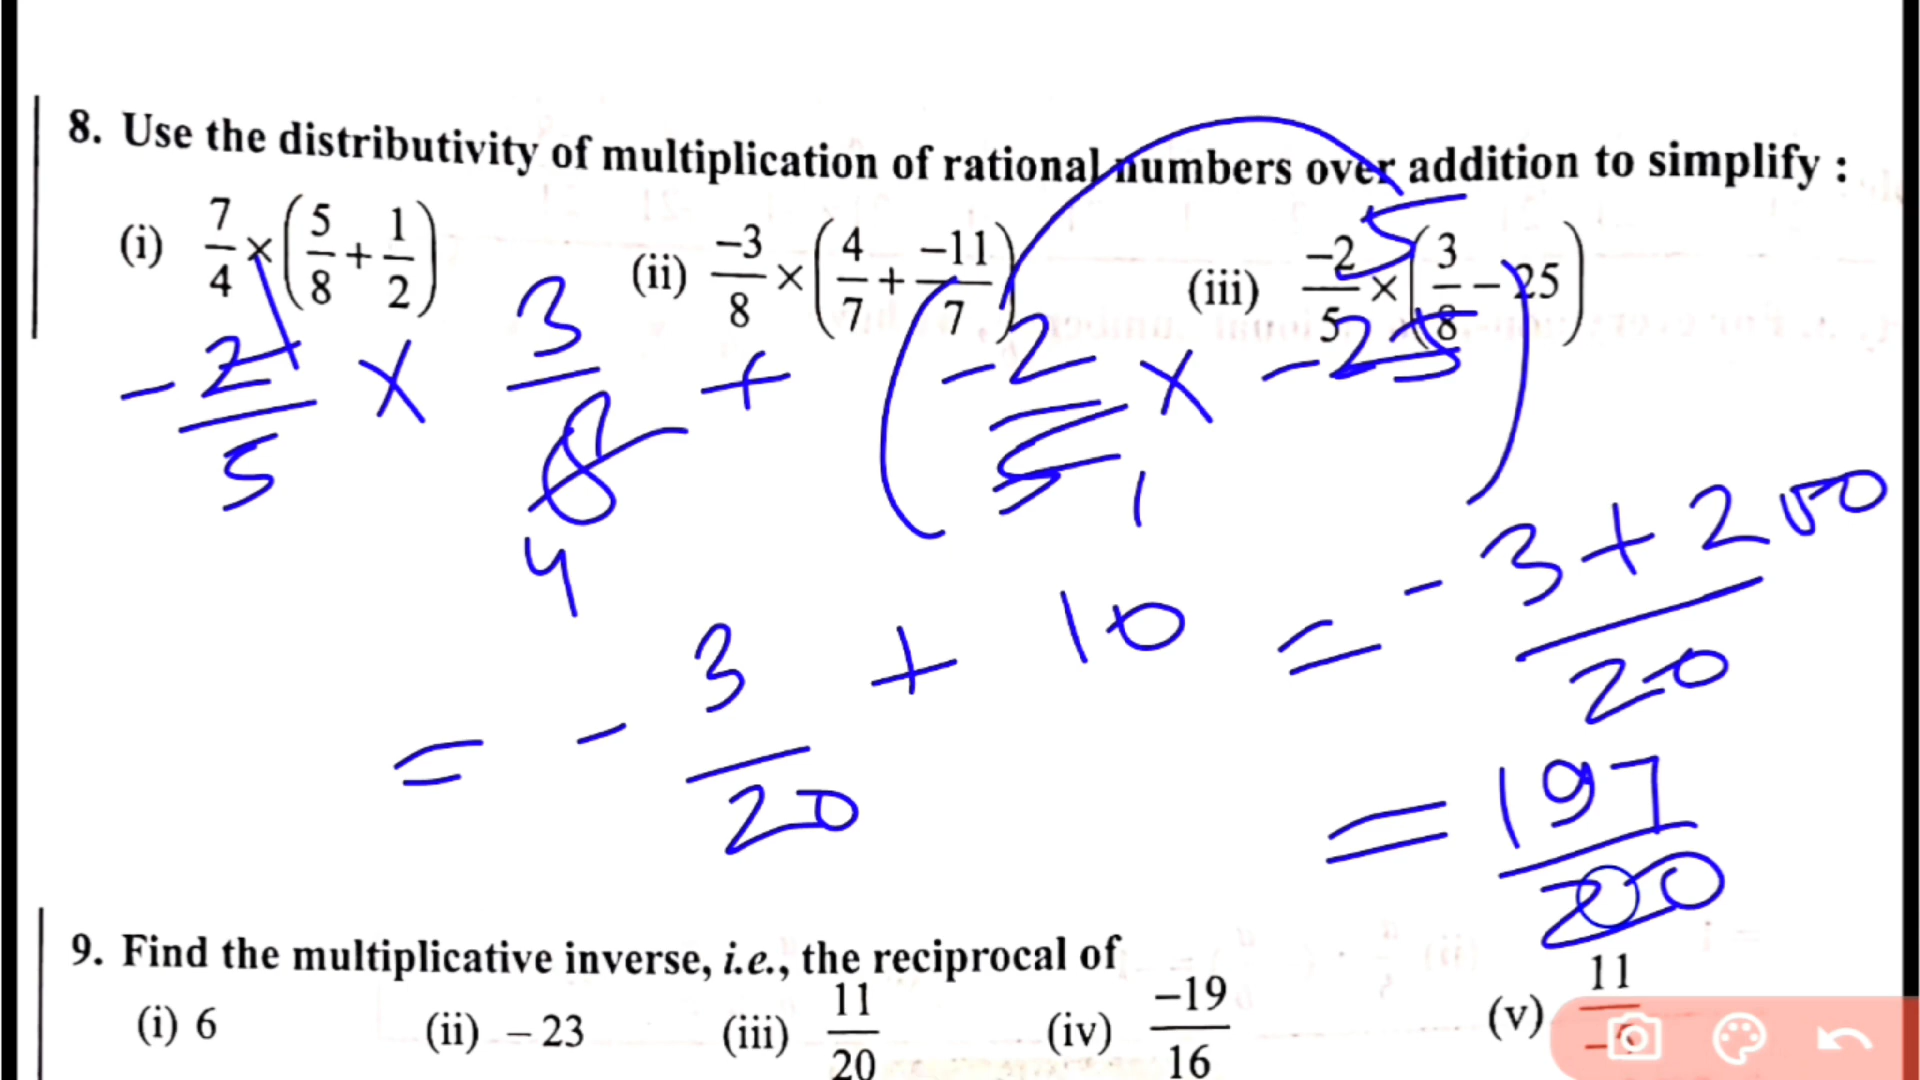 8. Use the distributivity of multiplication of rational numbers over addition to simplify :
(i) 7/4 × (5/8 + 1/2) (ii) -3/8 × (4/7 + -11/7) (iii) -2/5 × (3/8 - 25)
- 2/5 × 3/8 + ( - 2/5 × - 25 )
4 1
= - 3/20 + 10 = - 3 + 200/20
= 197/20
9. Find the multiplicative inverse, i.e., the reciprocal of
(i) 6 (ii) – 23 (iii) 11/20 (iv) -19/16 (v) 11